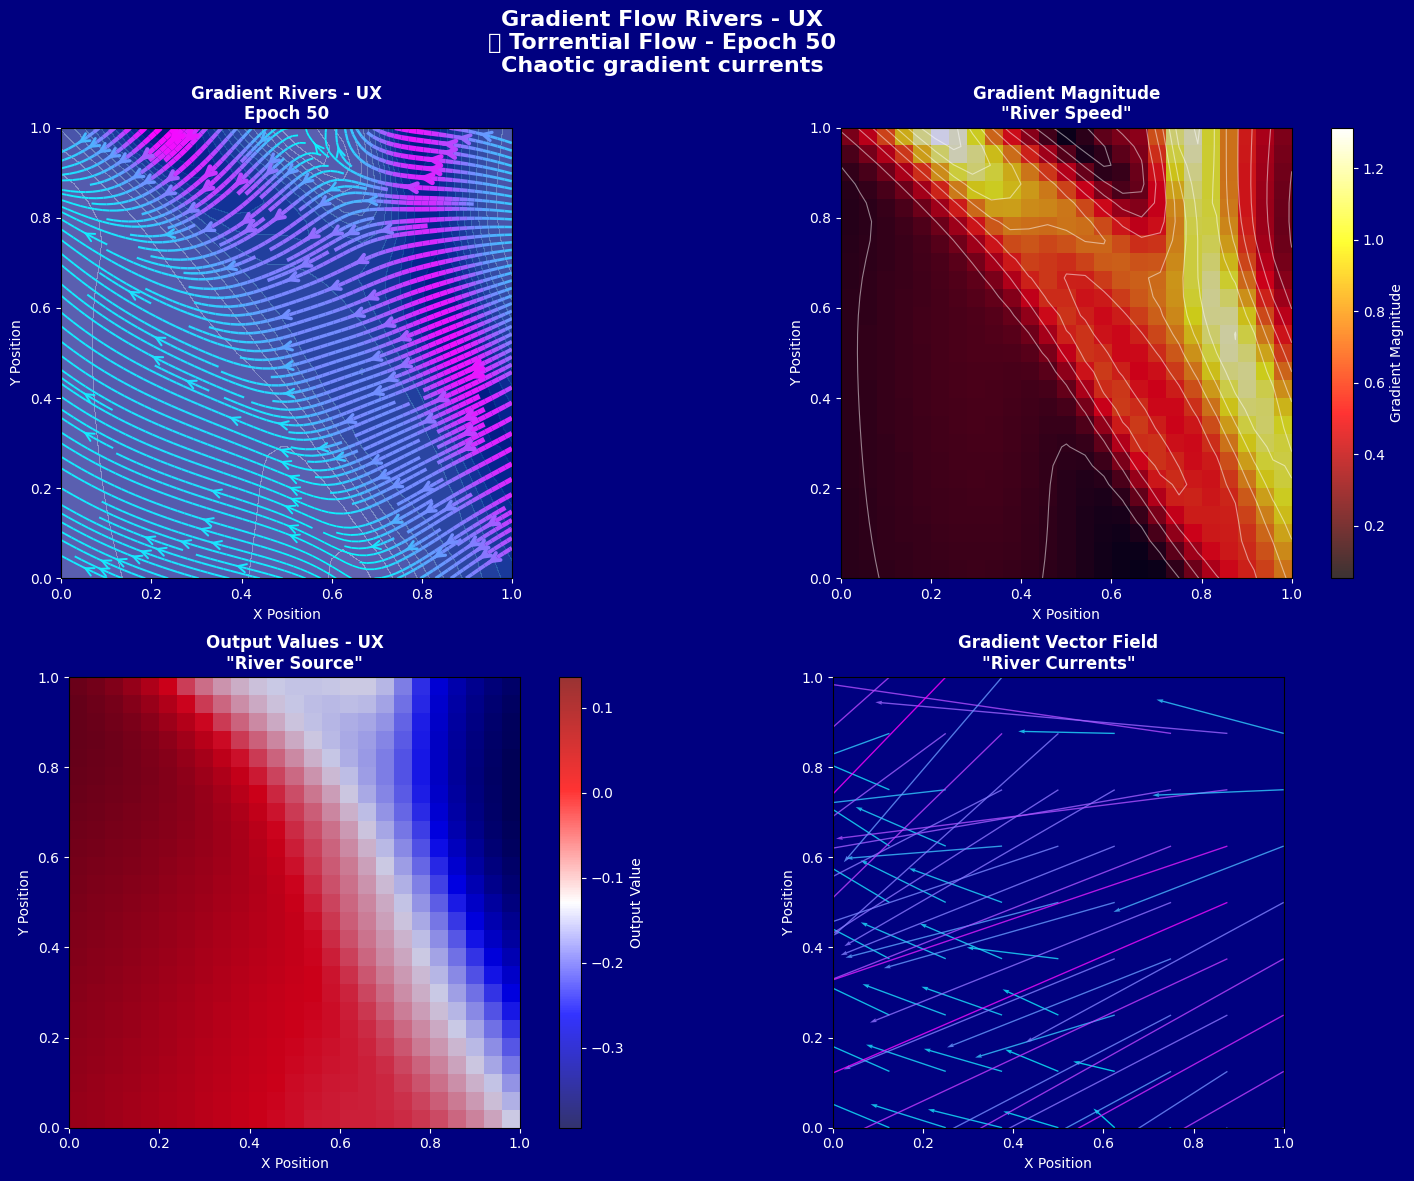 Gradient Flow Rivers - UX
Torrential Flow - Epoch 50
Chaotic gradient currents
Gradient Rivers - UX
Epoch 50
1.0
0.8
0.6
0.4
0.2
0.0
Y Position
0.0 0.2 0.4 0.6 0.8 1.0
X Position
Gradient Magnitude
"River Speed"
1.0
0.8
0.6
0.4
0.2
0.0
Y Position
0.0 0.2 0.4 0.6 0.8 1.0
X Position
1.2
1.0
0.8
0.6
0.4
0.2
Gradient Magnitude
Output Values - UX
"River Source"
1.0
0.8
0.6
0.4
0.2
0.0
Y Position
0.0 0.2 0.4 0.6 0.8 1.0
X Position
0.1
0.0
−0.1
−0.2
−0.3
Output Value
Gradient Vector Field
"River Currents"
1.0
0.8
0.6
0.4
0.2
0.0
Y Position
0.0 0.2 0.4 0.6 0.8 1.0
X Position